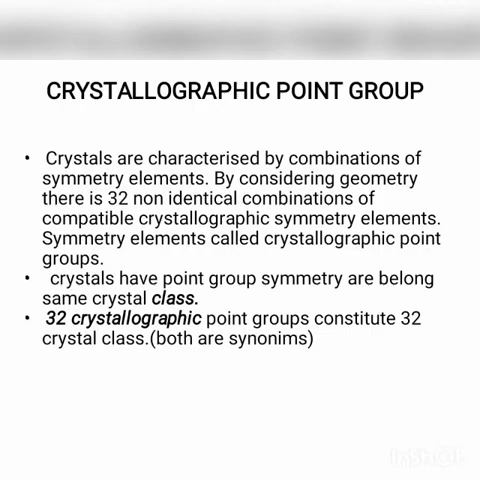 CRYSTALLOGRAPHIC POINT GROUP
• Crystals are characterised by combinations of
symmetry elements. By considering geometry
there is 32 non identical combinations of
compatible crystallographic symmetry elements.
Symmetry elements called crystallographic point
groups.
• crystals have point group symmetry are belong
same crystal class.
• 32 crystallographic point groups constitute 32
crystal class.(both are synonims)